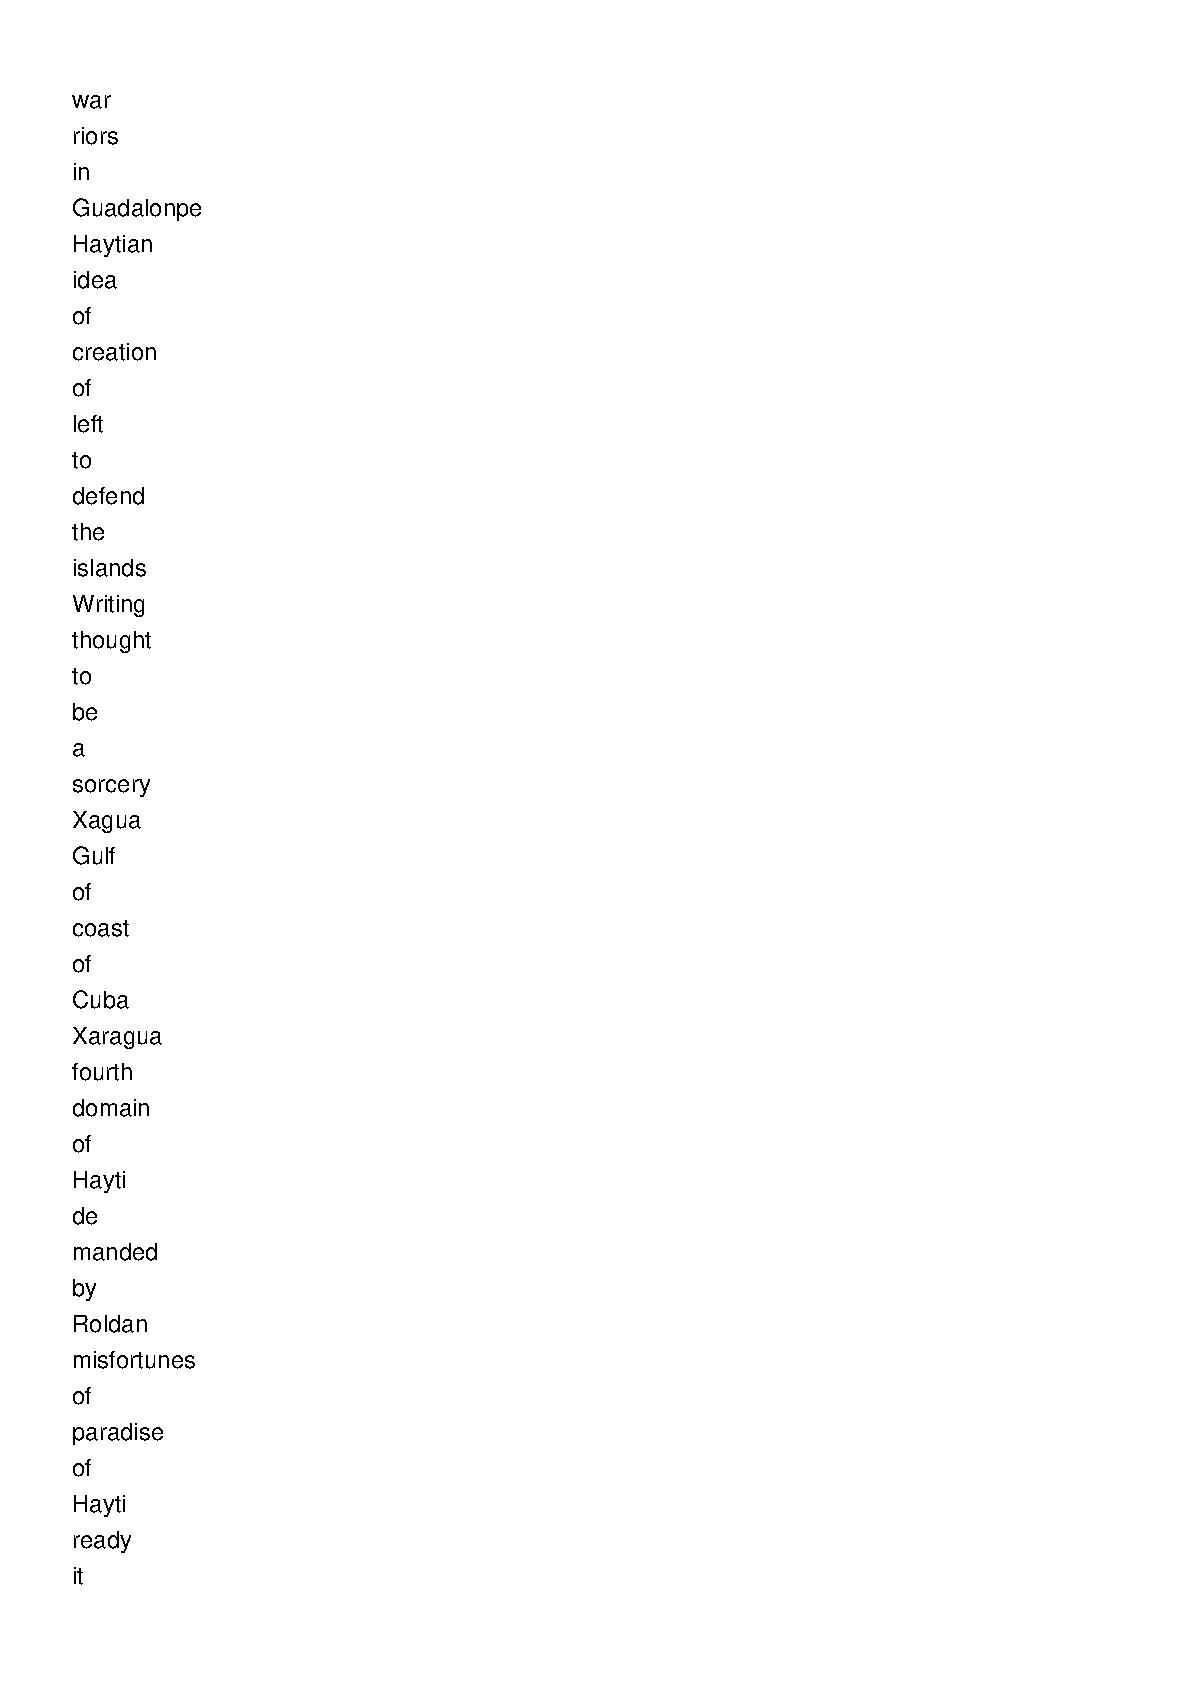 war
riors
in
Guadalonpe
Haytian
idea
of
creation
of
left
to
defend
the
islands
Writing
thought
to
be
a
sorcery
Xagua
Gulf
of
coast
of
Cuba
Xaragua
fourth
domain
of
Hayti
de
manded
by
Roldan
misfortunes
of
paradise
of
Hayti
ready
it